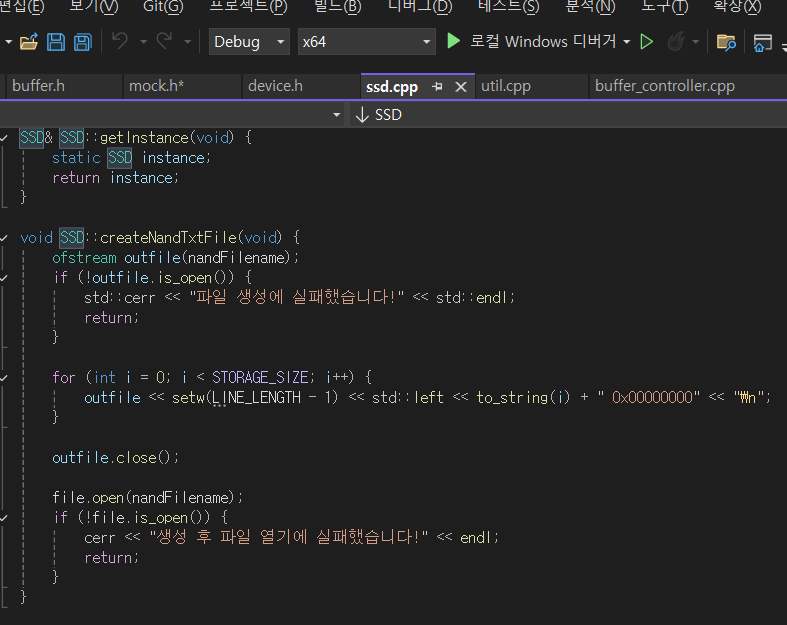 편집(E) 보기(V) Git(G) 프로젝트(P) 빌드(B) 디버그(D) 테스트(S) 분석(N) 도구(T) 확장(X)
Debug x64 로컬 Windows 디버거
buffer.h mock.h* device.h ssd.cpp util.cpp buffer_controller.cpp
SSD
SSD& SSD::getInstance(void) {
static SSD instance;
return instance;
}
void SSD::createNandTxtFile(void) {
ofstream outfile(nandFilename);
if (!outfile.is_open()) {
std::cerr << "파일 생성에 실패했습니다!" << std::endl;
return;
}
for (int i = 0; i < STORAGE_SIZE; i++) {
outfile << setw(LINE_LENGTH - 1) << std::left << to_string(i) + " 0x00000000" << "₩n";
}
outfile.close();
file.open(nandFilename);
if (!file.is_open()) {
cerr << "생성 후 파일 열기에 실패했습니다!" << endl;
return;
}
}